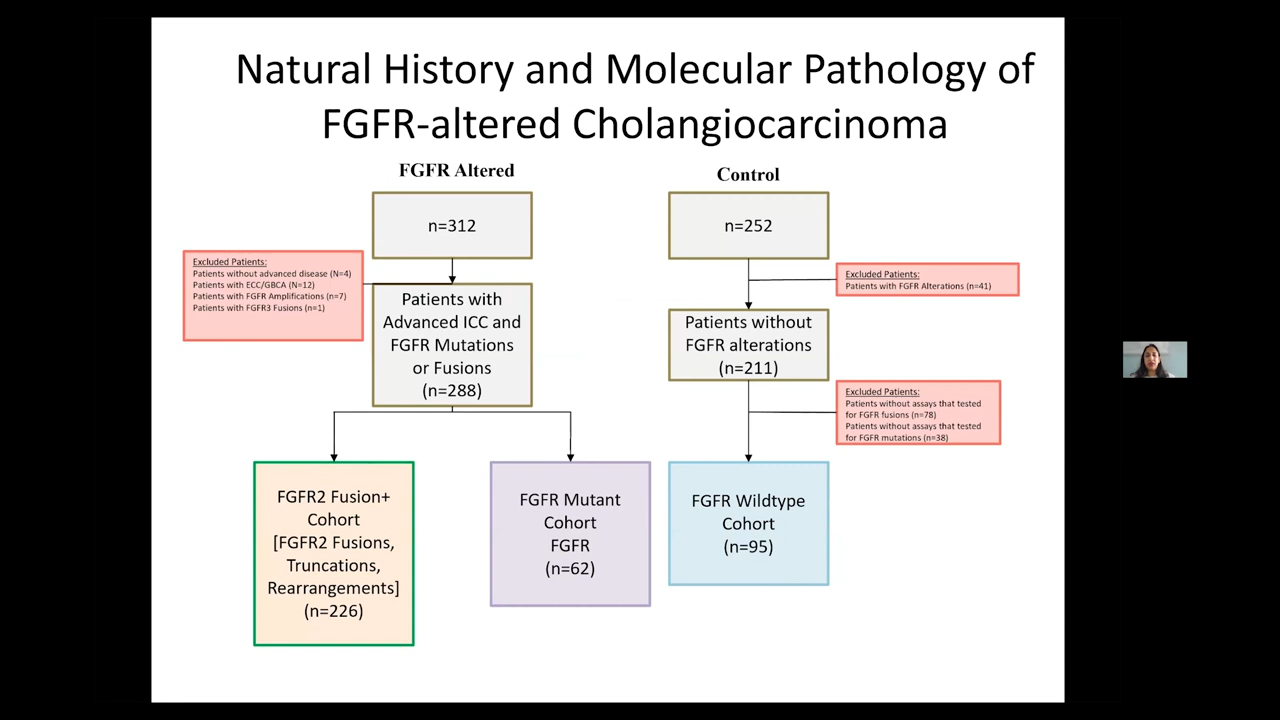 Natural History and Molecular Pathology of
FGFR-altered Cholangiocarcinoma
FGFR Altered
n=312
Excluded Patients:
Patients without advanced disease (N=4)
Patients with ECC/GBCA (N=12)
Patients with FGFR Amplifications (n=7)
Patients with FGFR3 Fusions (n=1)
Patients with
Advanced ICC and
FGFR Mutations
or Fusions
(n=288)
FGFR2 Fusion+
Cohort
[FGFR2 Fusions,
Truncations,
Rearrangements]
(n=226)
FGFR Mutant
Cohort
FGFR
(n=62)
Control
n=252
Excluded Patients:
Patients with FGFR Alterations (n=41)
Patients without
FGFR alterations
(n=211)
Excluded Patients:
Patients without assays that tested
for FGFR fusions (n=78)
Patients without assays that tested
for FGFR mutations (n=38)
FGFR Wildtype
Cohort
(n=95)